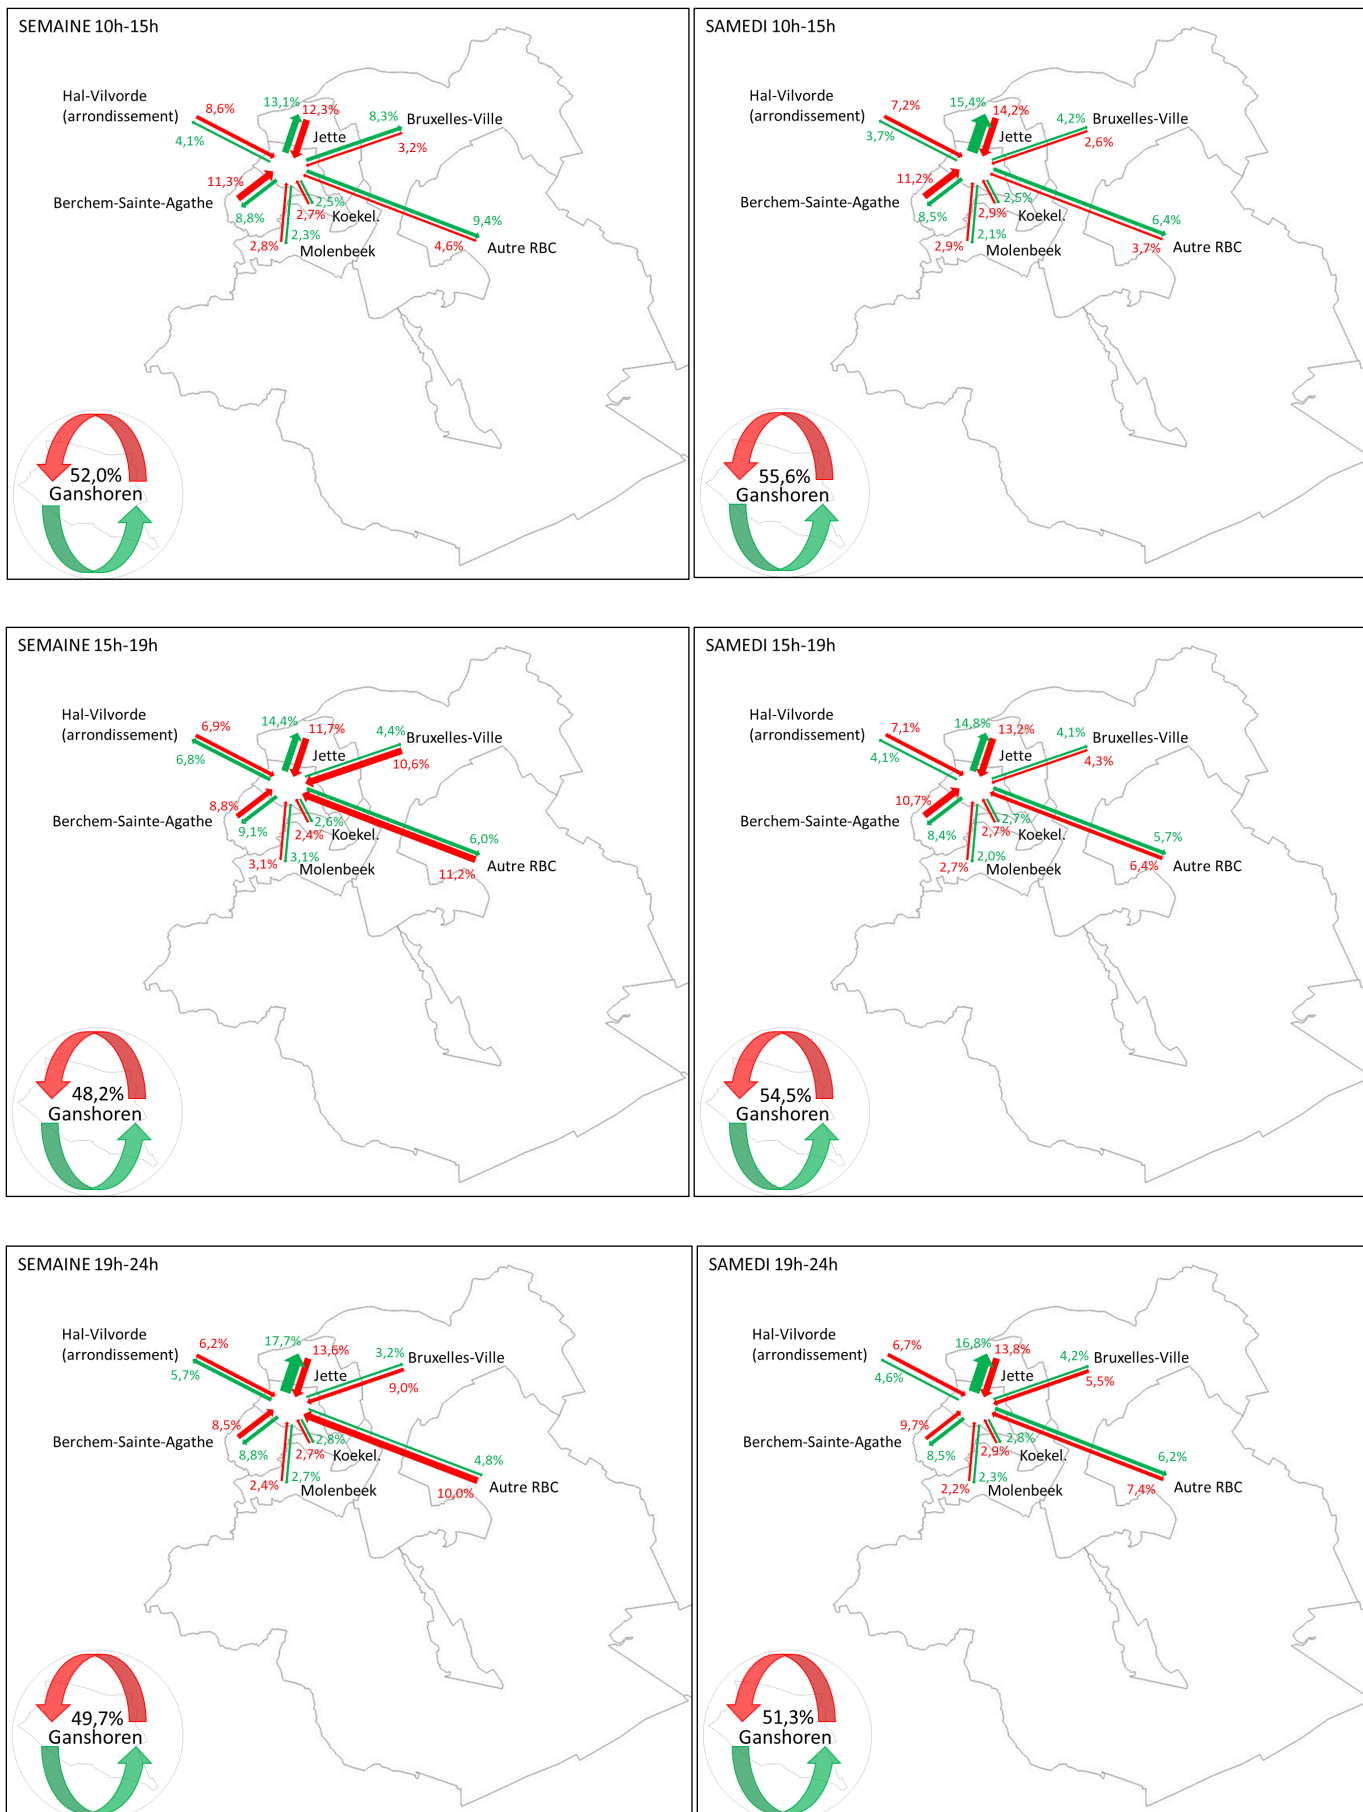 SEMAINE 10h-15h
Hal-Vilvorde
(arrondissement)
8,6%
4,1%
13,1%
12,3%
Jette
8,3%
Bruxelles-Ville
3,2%
11,3%
Berchem-Sainte-Agathe
8,8%
2,5%
2,7%
Koekel.
2,3%
2,8%
Molenbeek
9,4%
4,6%
Autre RBC
52,0%
Ganshoren
SAMEDI 10h-15h
Hal-Vilvorde
(arrondissement)
7,2%
3,7%
15,4%
14,2%
Jette
4,2%
Bruxelles-Ville
2,6%
11,2%
Berchem-Sainte-Agathe
8,5%
2,5%
2,9%
Koekel.
2,1%
2,9%
Molenbeek
6,4%
3,7%
Autre RBC
55,6%
Ganshoren
SEMAINE 15h-19h
Hal-Vilvorde
(arrondissement)
6,9%
6,8%
14,4%
11,7%
Jette
4,4%
Bruxelles-Ville
10,6%
8,8%
Berchem-Sainte-Agathe
9,1%
2,6%
2,4%
Koekel.
3,1%
3,1%
Molenbeek
6,0%
11,2%
Autre RBC
48,2%
Ganshoren
SAMEDI 15h-19h
Hal-Vilvorde
(arrondissement)
7,1%
4,1%
14,8%
13,2%
Jette
4,1%
Bruxelles-Ville
4,3%
10,7%
Berchem-Sainte-Agathe
8,4%
2,7%
2,7%
Koekel.
2,0%
2,7%
Molenbeek
5,7%
6,4%
Autre RBC
54,5%
Ganshoren
SEMAINE 19h-24h
Hal-Vilvorde
(arrondissement)
6,2%
5,7%
17,7%
13,6%
Jette
3,2%
Bruxelles-Ville
9,0%
8,5%
Berchem-Sainte-Agathe
8,8%
2,8%
2,7%
Koekel.
2,7%
2,4%
Molenbeek
4,8%
10,0%
Autre RBC
49,7%
Ganshoren
SAMEDI 19h-24h
Hal-Vilvorde
(arrondissement)
6,7%
4,6%
16,8%
13,8%
Jette
4,2%
Bruxelles-Ville
5,5%
9,7%
Berchem-Sainte-Agathe
8,5%
2,8%
2,9%
Koekel.
2,3%
2,2%
Molenbeek
6,2%
7,4%
Autre RBC
51,3%
Ganshoren